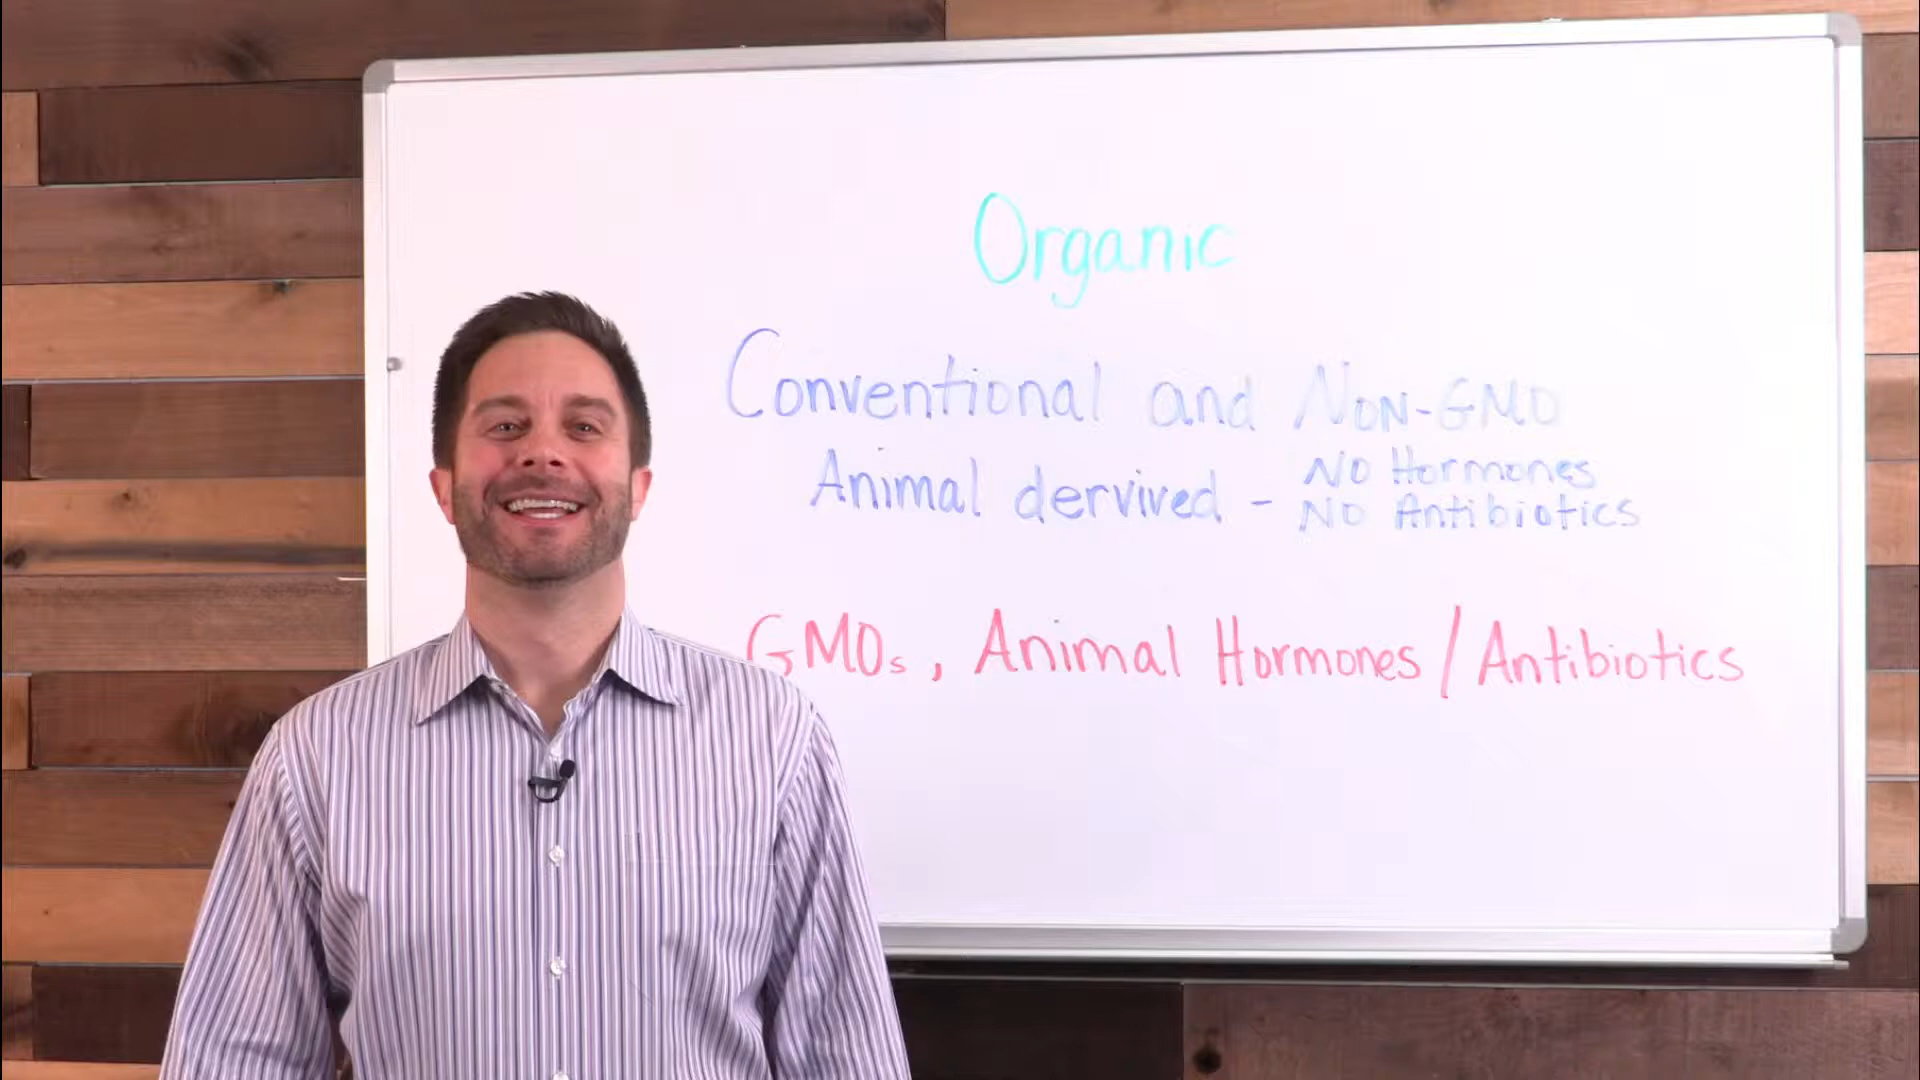 Organic
Conventional and Non-GMO
Animal dervived - No Hormones
No Antibiotics
GMOs, Animal Hormones / Antibiotics